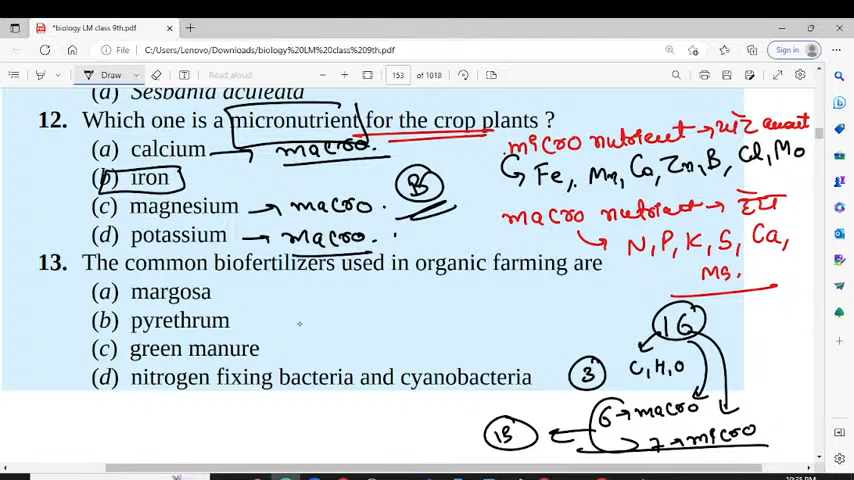 *biology LM class 9th.pdf
File
C:/Users/Lenovo/Downloads/biology%20LM%20class%209th.pdf
Sign in
Draw
Read aloud
153 of 1018
(a) Sesbania aculeata
12. Which one is a micronutrient for the crop plants ?
(a) calcium → macro.
(b) iron
(c) magnesium → macro.
(d) potassium → macro.
B
micro nutrient →
Fe, Mn, Co, Zn, B, Cl, Mo
macro nutrient →
N, P, K, S, Ca,
Mg.
13. The common biofertilizers used in organic farming are
(a) margosa
(b) pyrethrum
(c) green manure
(d) nitrogen fixing bacteria and cyanobacteria
16
C, H, O
3
6 → macro
7 → micro
13